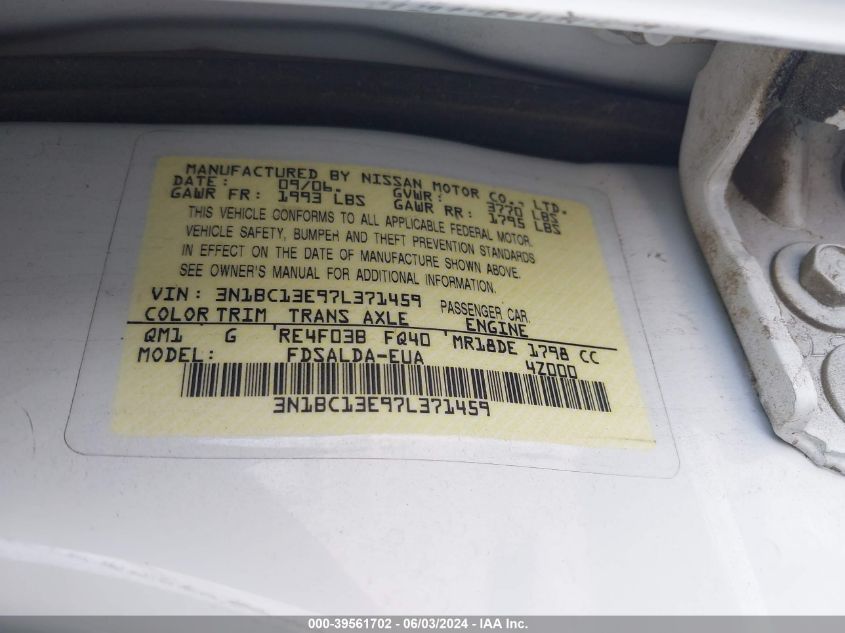 MANUFACTURED BY NISSAN MOTOR CO., LTD.
DATE: 09/06. GVWR: 3770 LBS
GAWR FR: 1993 LBS GAWR RR: 1795 LBS
THIS VEHICLE CONFORMS TO ALL APPLICABLE FEDERAL MOTOR
VEHICLE SAFETY, BUMPER AND THEFT PREVENTION STANDARDS
IN EFFECT ON THE DATE OF MANUFACTURE SHOWN ABOVE.
SEE OWNER'S MANUAL FOR ADDITIONAL INFORMATION.
VIN: 3N1BC13E97L371459 PASSENGER CAR.
COLOR TRIM TRANS AXLE ENGINE
QM1 G RE4F03B FQ40 MR18DE 1798 CC
MODEL: FDSALDA-EUA 4Z000
3N1BC13E97L371459
000-39561702 - 06/03/2024 - IAA Inc.